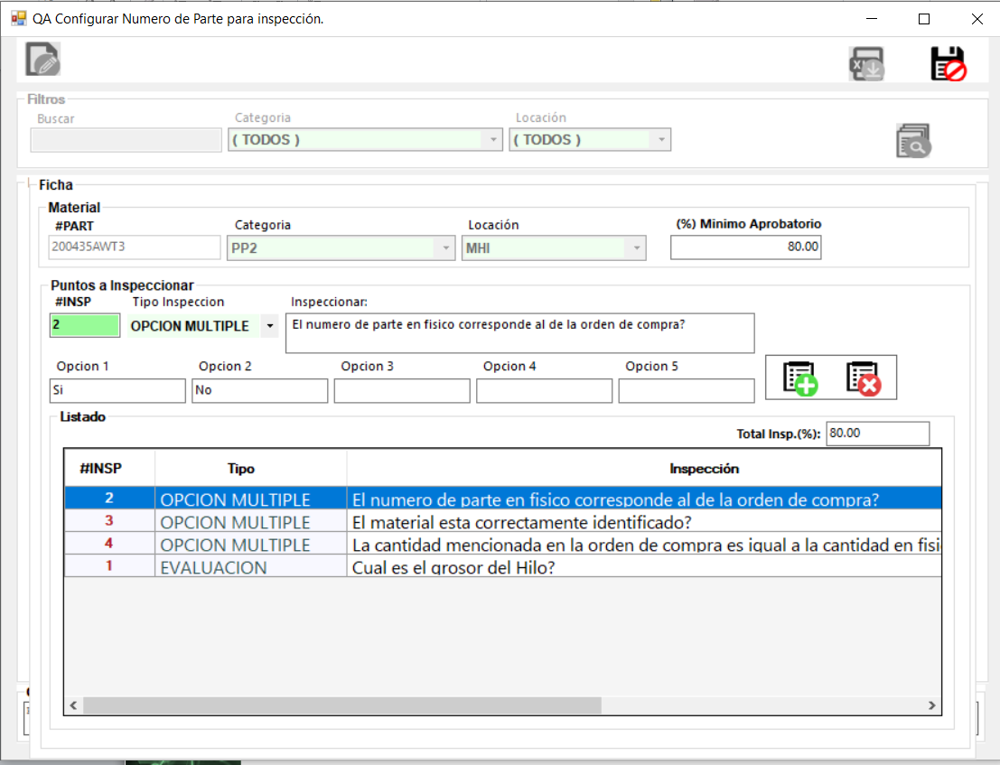 QA Configurar Numero de Parte para inspección.
Filtros
Buscar
Categoria
Locación
( TODOS )
( TODOS )
Ficha
Material
#PART
Categoria
Locación
(%) Minimo Aprobatorio
200435AWT3
PP2
MHI
80.00
Puntos a Inspeccionar
#INSP
Tipo Inspeccion
Inspeccionar:
2
OPCION MULTIPLE
El numero de parte en fisico corresponde al de la orden de compra?
Opcion 1
Opcion 2
Opcion 3
Opcion 4
Opcion 5
Si
No
Listado
Total Insp.(%):
80.00
#INSP
Tipo
Inspección
2
OPCION MULTIPLE
El numero de parte en fisico corresponde al de la orden de compra?
3
OPCION MULTIPLE
El material esta correctamente identificado?
4
OPCION MULTIPLE
La cantidad mencionada en la orden de compra es igual a la cantidad en fisi
1
EVALUACION
Cual es el grosor del Hilo?